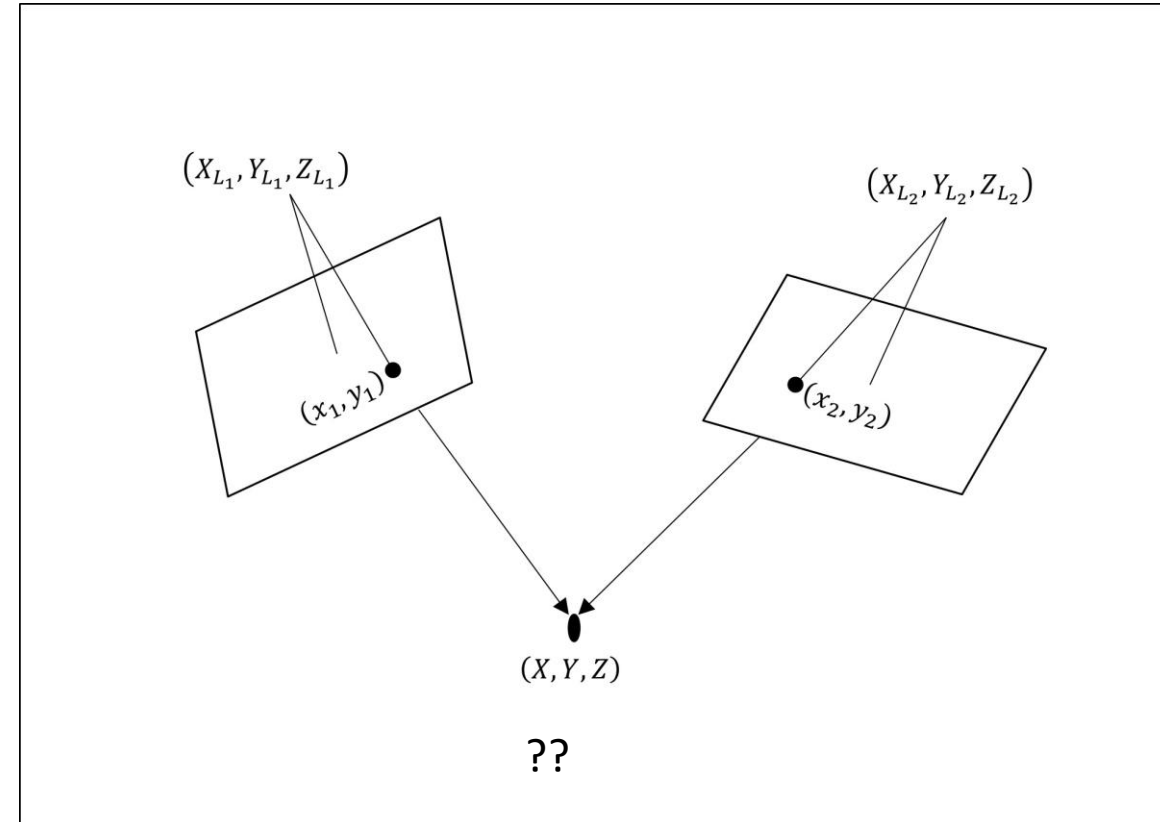 (X_{L_1}, Y_{L_1}, Z_{L_1})
(X_{L_2}, Y_{L_2}, Z_{L_2})
(x_1, y_1)
(x_2, y_2)
(X, Y, Z)
??